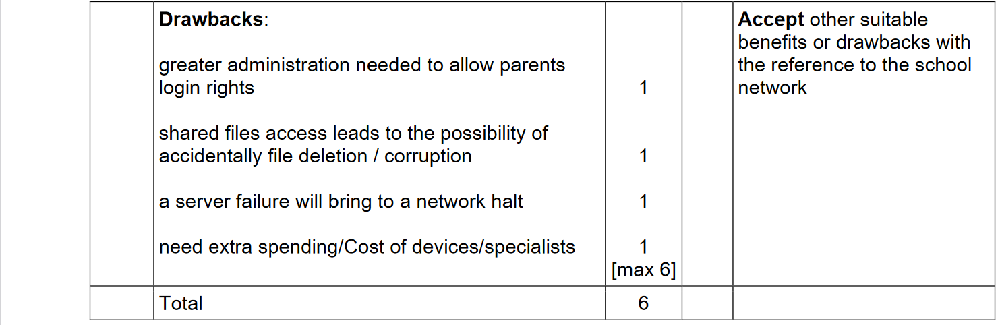 Drawbacks:
greater administration needed to allow parents
login rights
1
shared files access leads to the possibility of
accidentally file deletion / corruption
1
a server failure will bring to a network halt
1
need extra spending/Cost of devices/specialists
1
[max 6]
Accept other suitable
benefits or drawbacks with
the reference to the school
network
Total
6